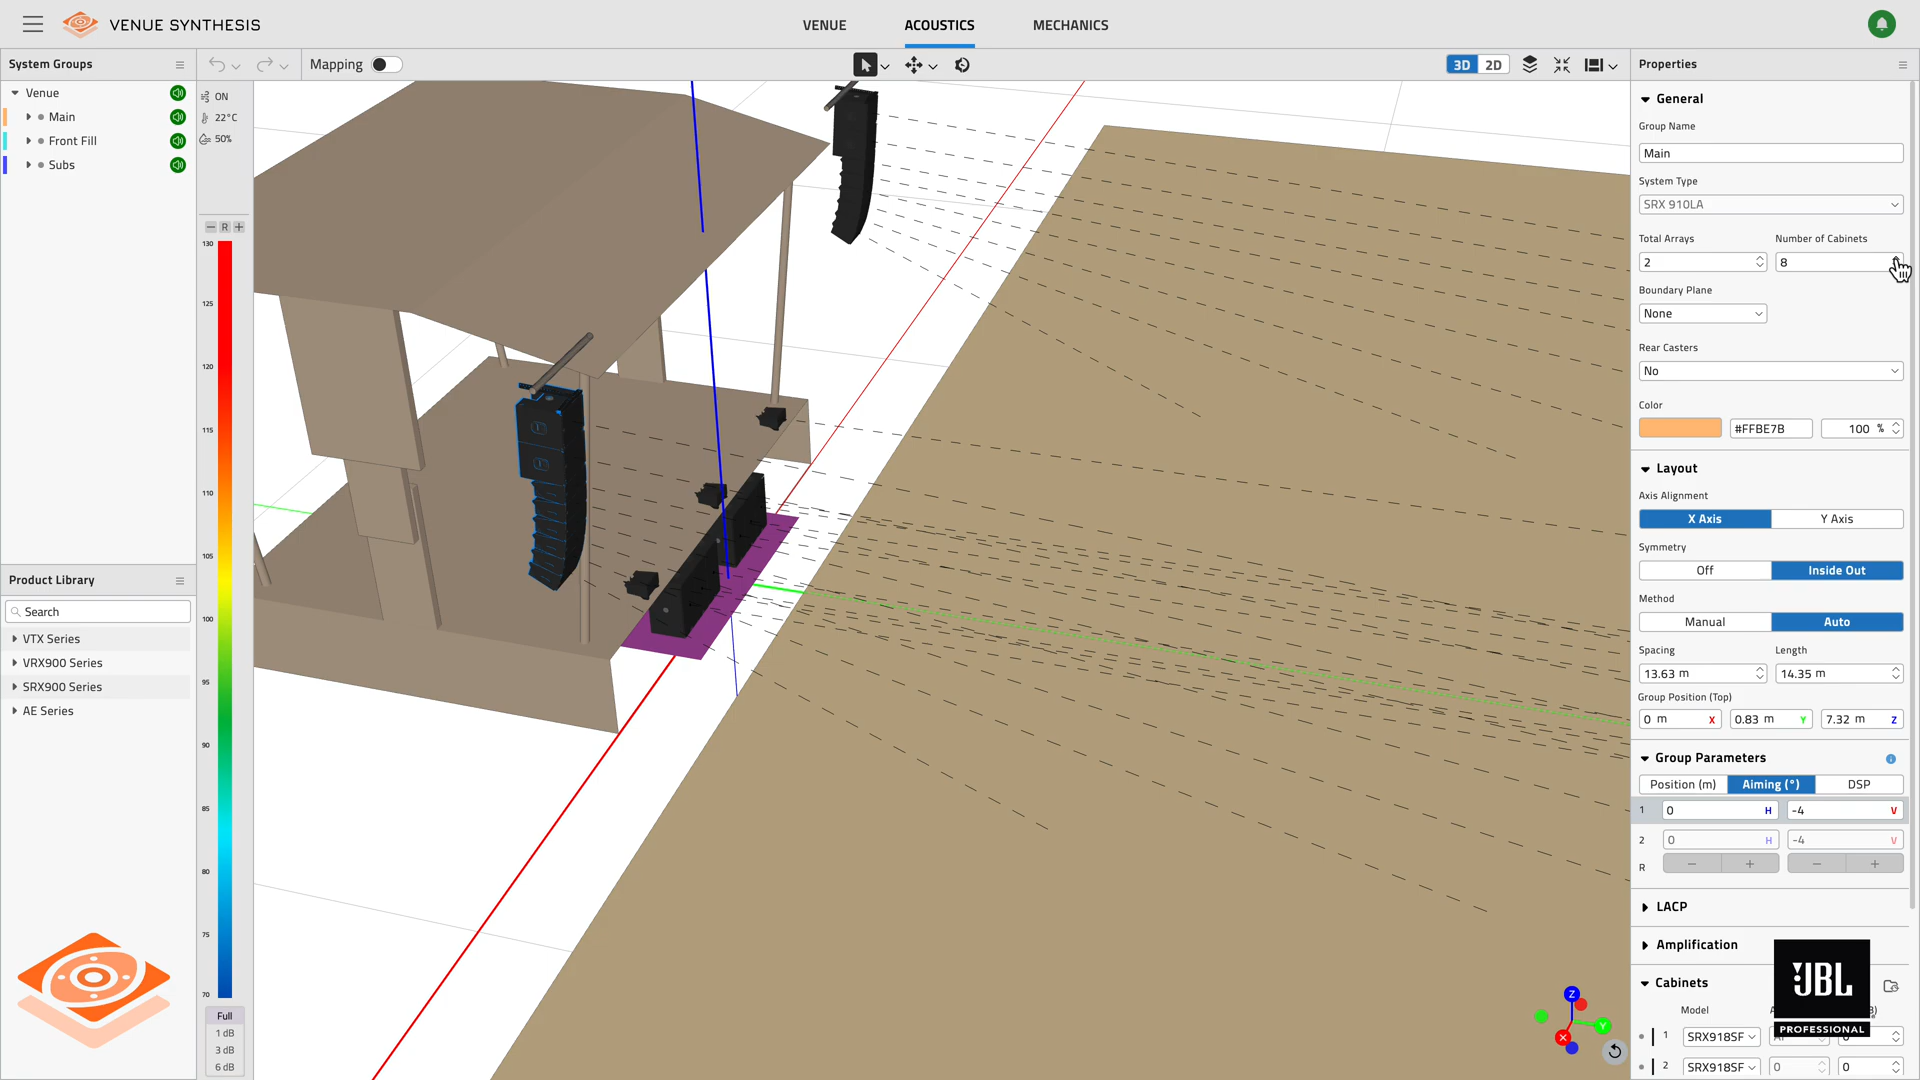 VENUE SYNTHESIS
VENUE
ACOUSTICS
MECHANICS
System Groups
Mapping
3D
2D
Properties
Venue
Main
Front Fill
Subs
ON
22°C
50%
R
130
125
120
115
110
105
100
95
90
85
80
75
70
Full
1 dB
3 dB
6 dB
Product Library
Search
VTX Series
VRX900 Series
SRX900 Series
AE Series
General
Group Name
Main
System Type
SRX 910LA
Total Arrays
Number of Cabinets
2
8
Boundary Plane
None
Rear Casters
No
Color
#FFBE7B
100 %
Layout
Axis Alignment
X Axis
Y Axis
Symmetry
Off
Inside Out
Method
Manual
Auto
Spacing
Length
13.63 m
14.35 m
Group Position (Top)
0 m X
0.83 m Y
7.32 m Z
Group Parameters
Position (m)
Aiming (°)
DSP
1 0 H -4 V
2 0 H -4 V
R
LACP
Amplification
Cabinets
Model
1 SRX918SF
2 SRX918SF 0 0
JBL
PROFESSIONAL
Z
Y
X